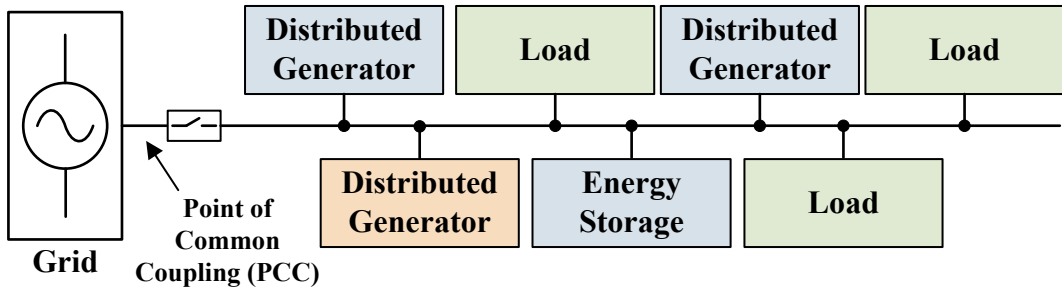 Distributed
Generator
Load
Distributed
Generator
Load
Distributed
Generator
Energy
Storage
Load
Point of
Common
Coupling (PCC)
Grid